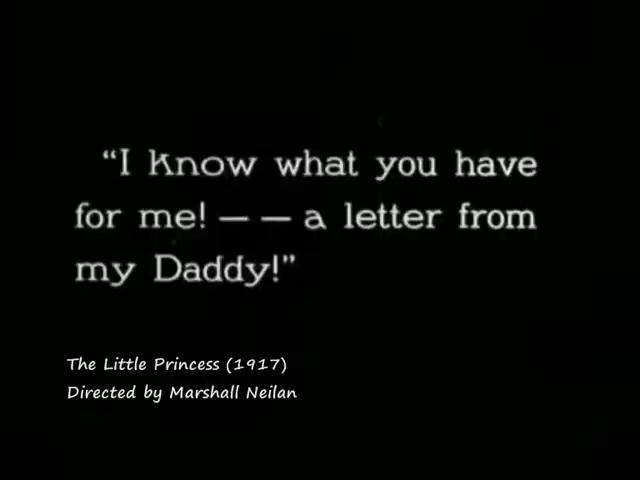 “I know what you have
for me! — — a letter from
my Daddy!”
The Little Princess (1917)
Directed by Marshall Neilan